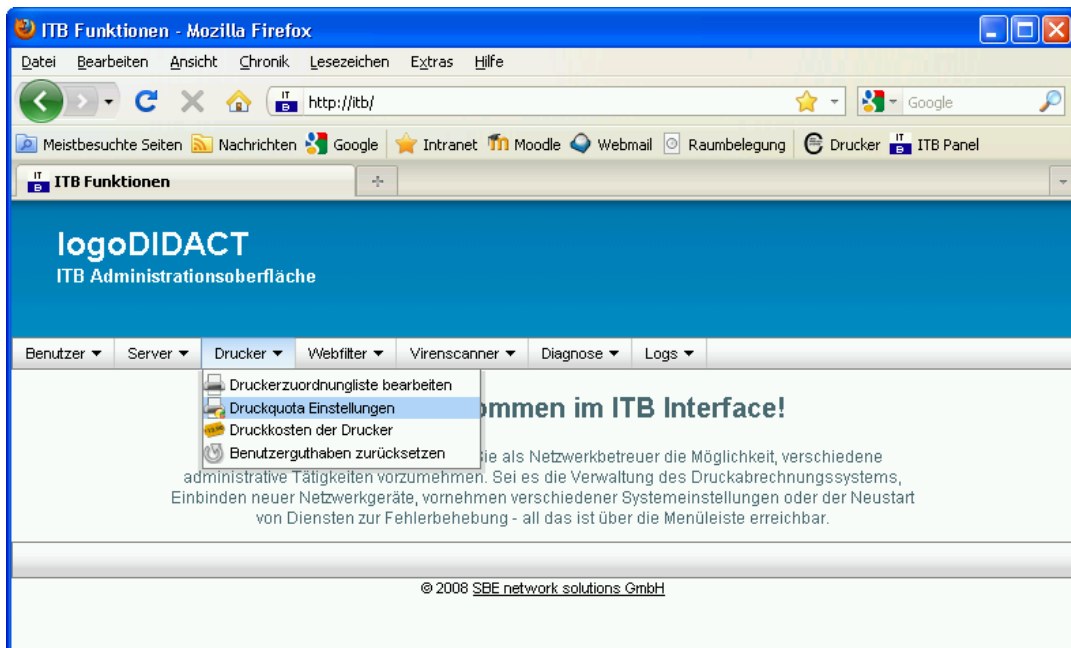 ITB Funktionen - Mozilla Firefox
Datei Bearbeiten Ansicht Chronik Lesezeichen Extras Hilfe
IT B http://itb/ Google
Meistbesuchte Seiten Nachrichten Google Intranet Moodle Webmail Raumbelegung Drucker IT B ITB Panel
IT B ITB Funktionen
logoDIDACT
ITB Administrationsoberfläche
Benutzer Server Drucker Webfilter Virenscanner Diagnose Logs
Druckerzuordnungliste bearbeiten
Druckquota Einstellungen
Druckkosten der Drucker
Benutzerguthaben zurücksetzen
ommen im ITB Interface!
ie als Netzwerkbetreuer die Möglichkeit, verschiedene
administrative Tätigkeiten vorzumehmen. Sei es die Verwaltung des Druckabrechnungssystems,
Einbinden neuer Netzwerkgeräte, vornehmen verschiedener Systemeinstellungen oder der Neustart
von Diensten zur Fehlerbehebung - all das ist über die Menüleiste erreichbar.
© 2008 SBE network solutions GmbH